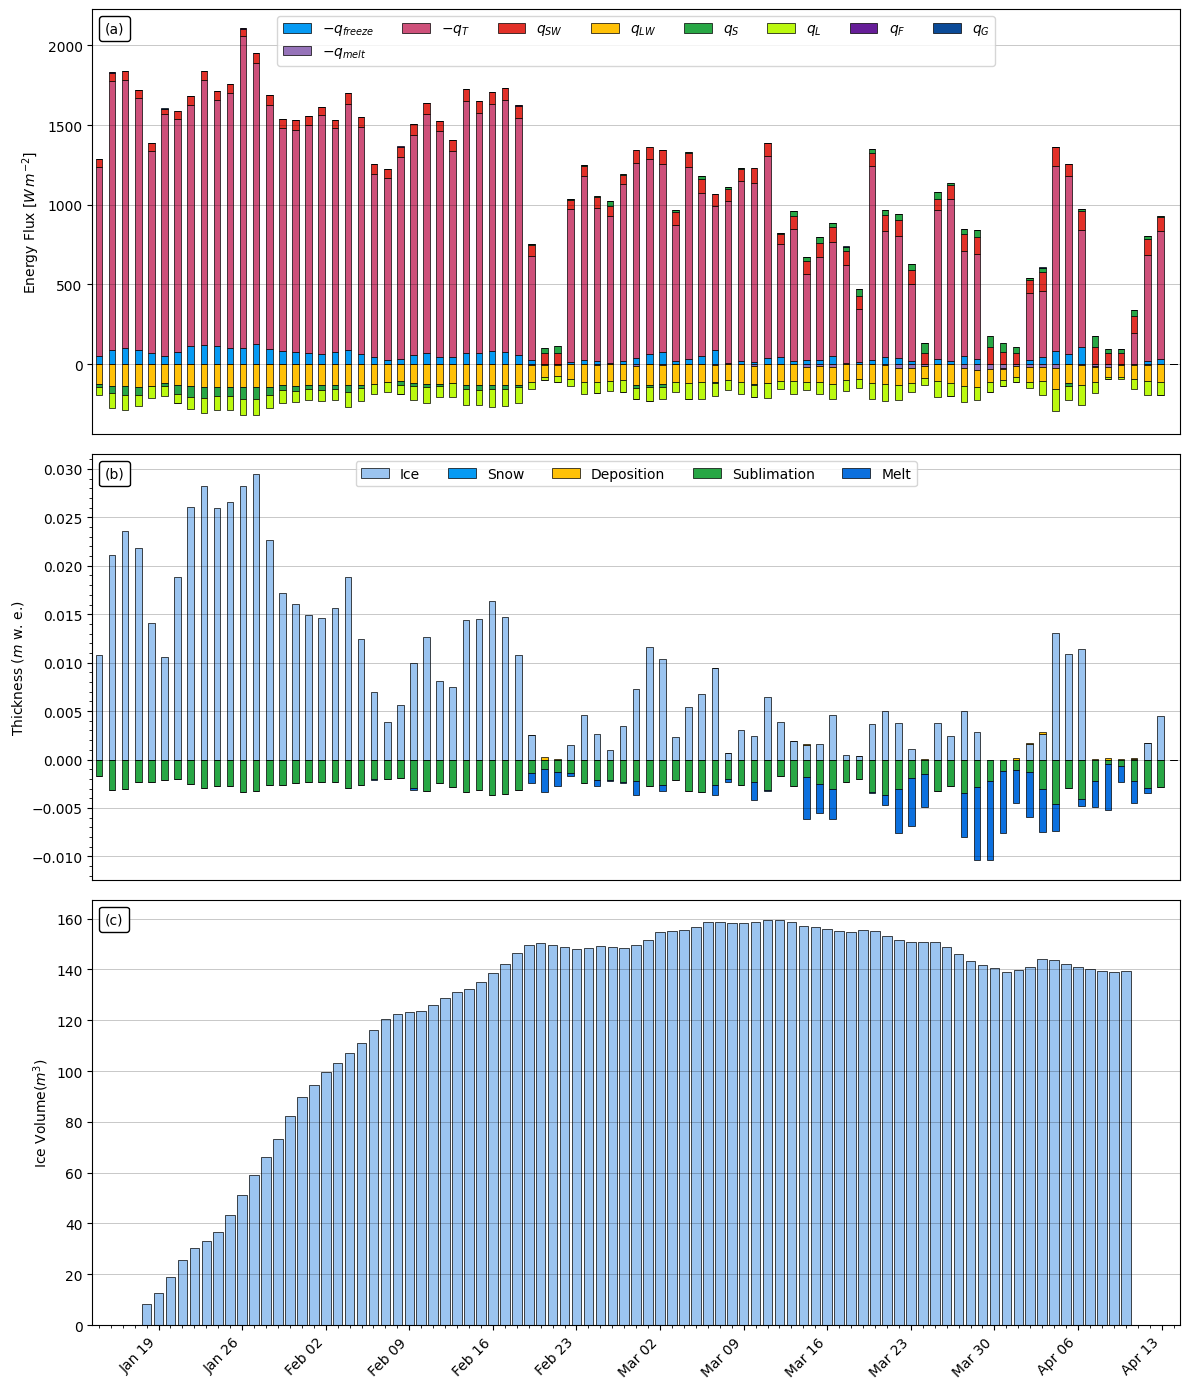 (a)
−q_freeze −q_T q_SW q_LW q_S q_L q_F q_G
−q_melt
Energy Flux [W m⁻²]
2000
1500
1000
500
0
(b)
Ice Snow Deposition Sublimation Melt
Thickness (m w. e.)
0.030
0.025
0.020
0.015
0.010
0.005
0.000
−0.005
−0.010
(c)
Ice Volume(m³)
160
140
120
100
80
60
40
20
0
Jan 19 Jan 26 Feb 02 Feb 09 Feb 16 Feb 23 Mar 02 Mar 09 Mar 16 Mar 23 Mar 30 Apr 06 Apr 13